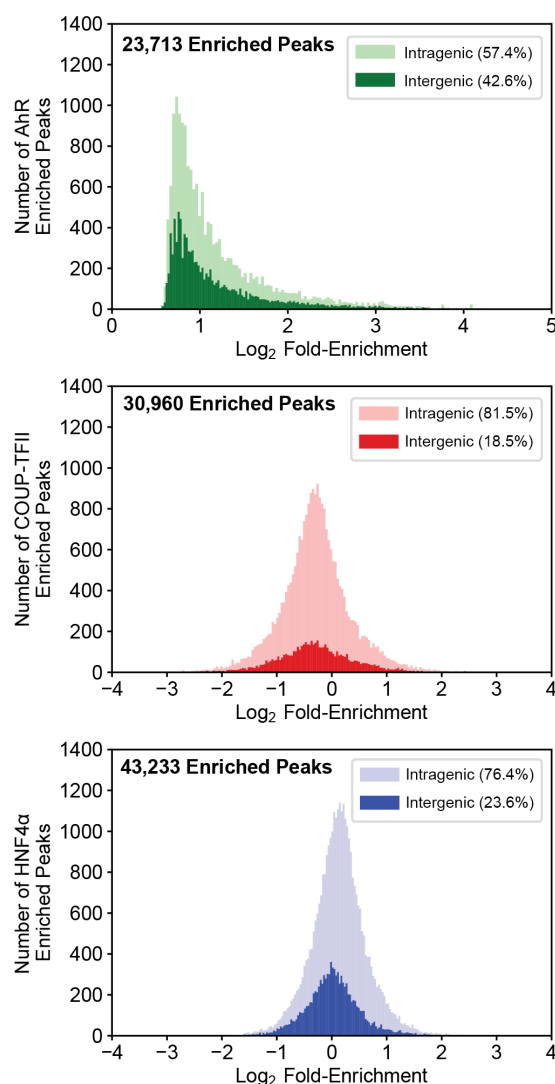 23,713 Enriched Peaks
Intragenic (57.4%)
Intergenic (42.6%)
Number of AhR
Enriched Peaks
1400
1200
1000
800
600
400
200
0
0 1 2 3 4 5
Log2 Fold-Enrichment
30,960 Enriched Peaks
Intragenic (81.5%)
Intergenic (18.5%)
Number of COUP-TFII
Enriched Peaks
1400
1200
1000
800
600
400
200
0
−4 −3 −2 −1 0 1 2 3 4
Log2 Fold-Enrichment
43,233 Enriched Peaks
Intragenic (76.4%)
Intergenic (23.6%)
Number of HNF4α
Enriched Peaks
1400
1200
1000
800
600
400
200
0
−4 −3 −2 −1 0 1 2 3 4
Log2 Fold-Enrichment